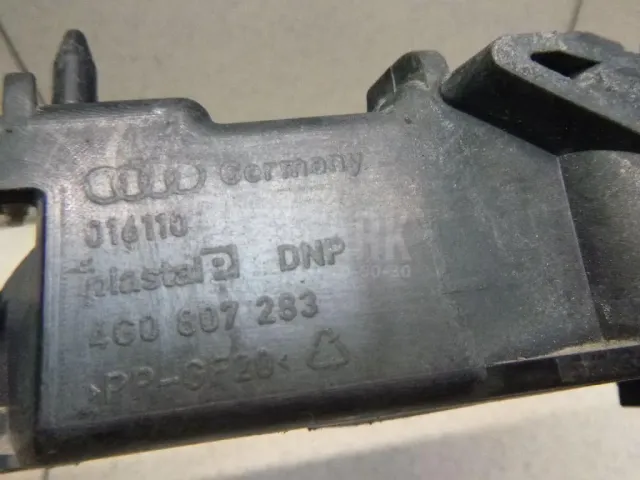 Germany
016110
plastal P DNP
4G0 807 283
>PP-GF20<